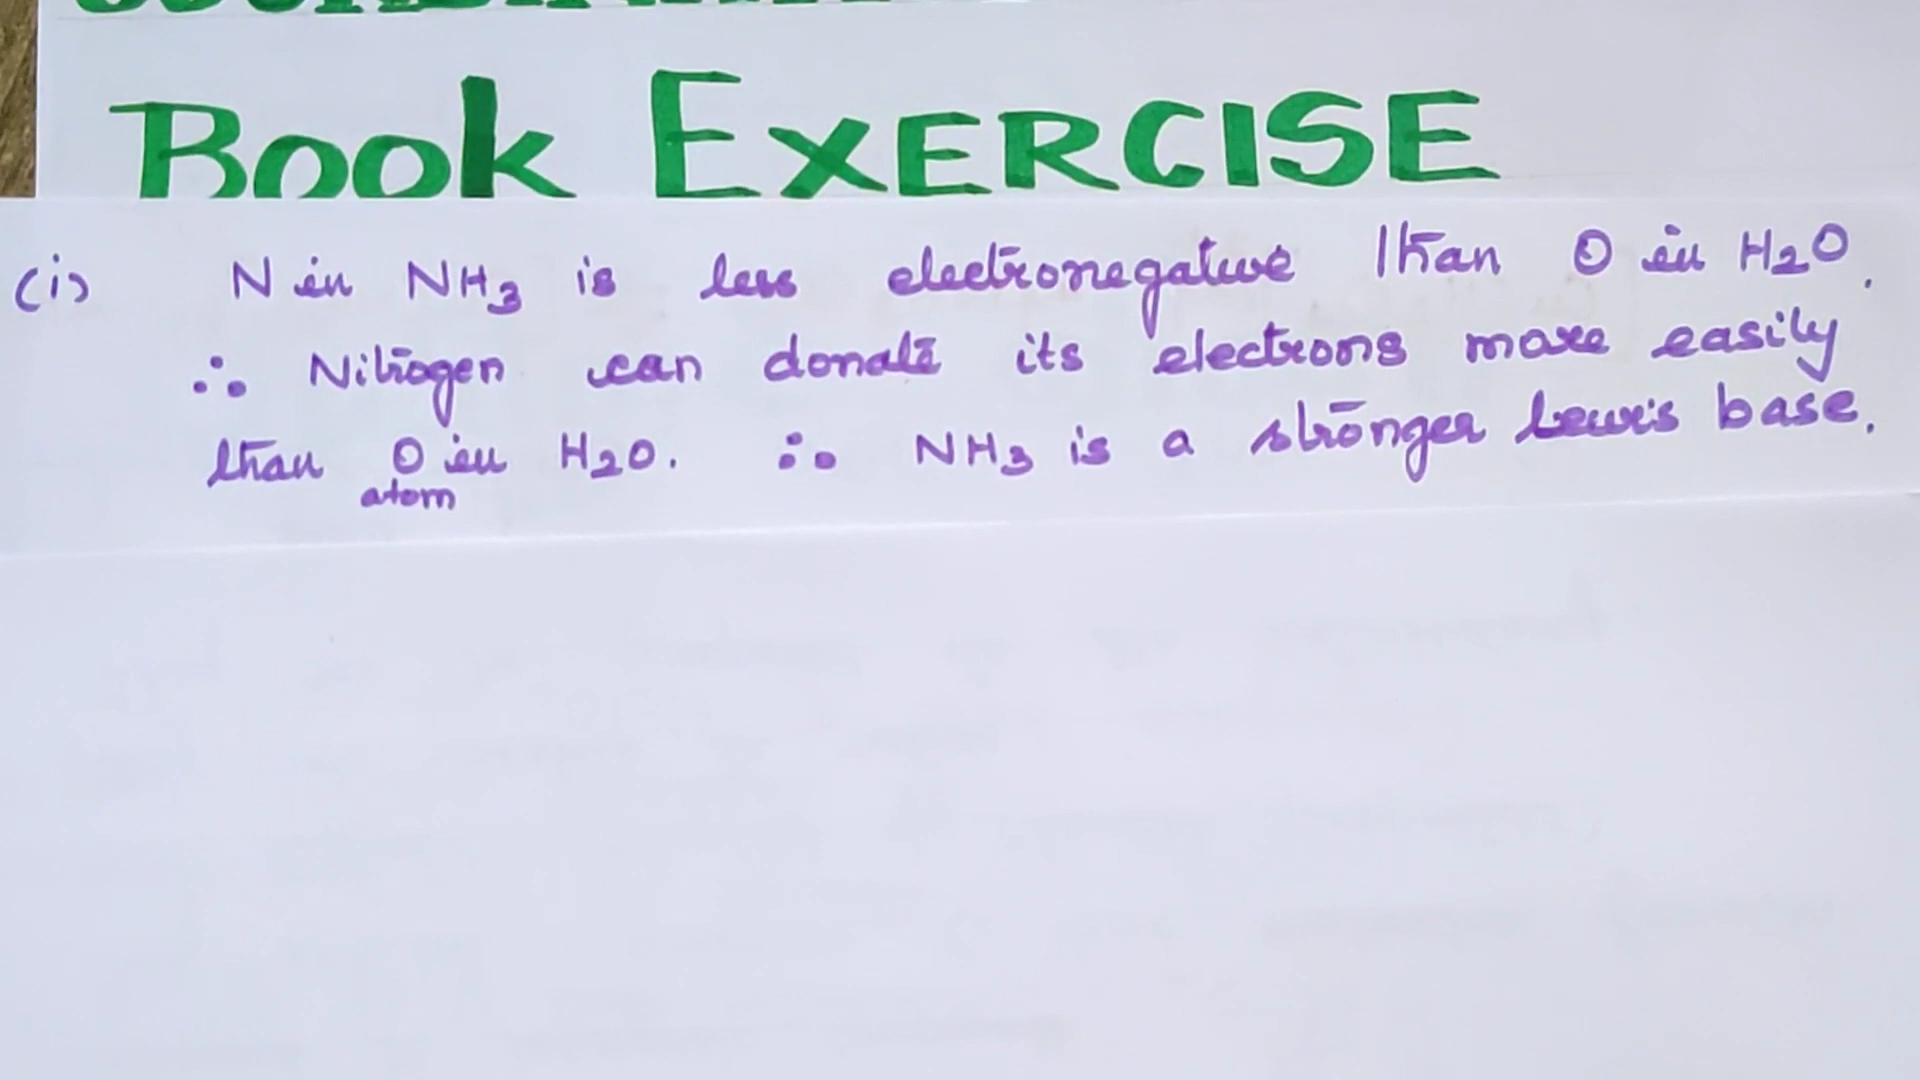 Book EXERCISE
(i) N in NH3 is less electronegative than O in H2O.
∴ Nitrogen can donate its electrons more easily
than O in H2O. ∴ NH3 is a stronger Lewis base.
atom